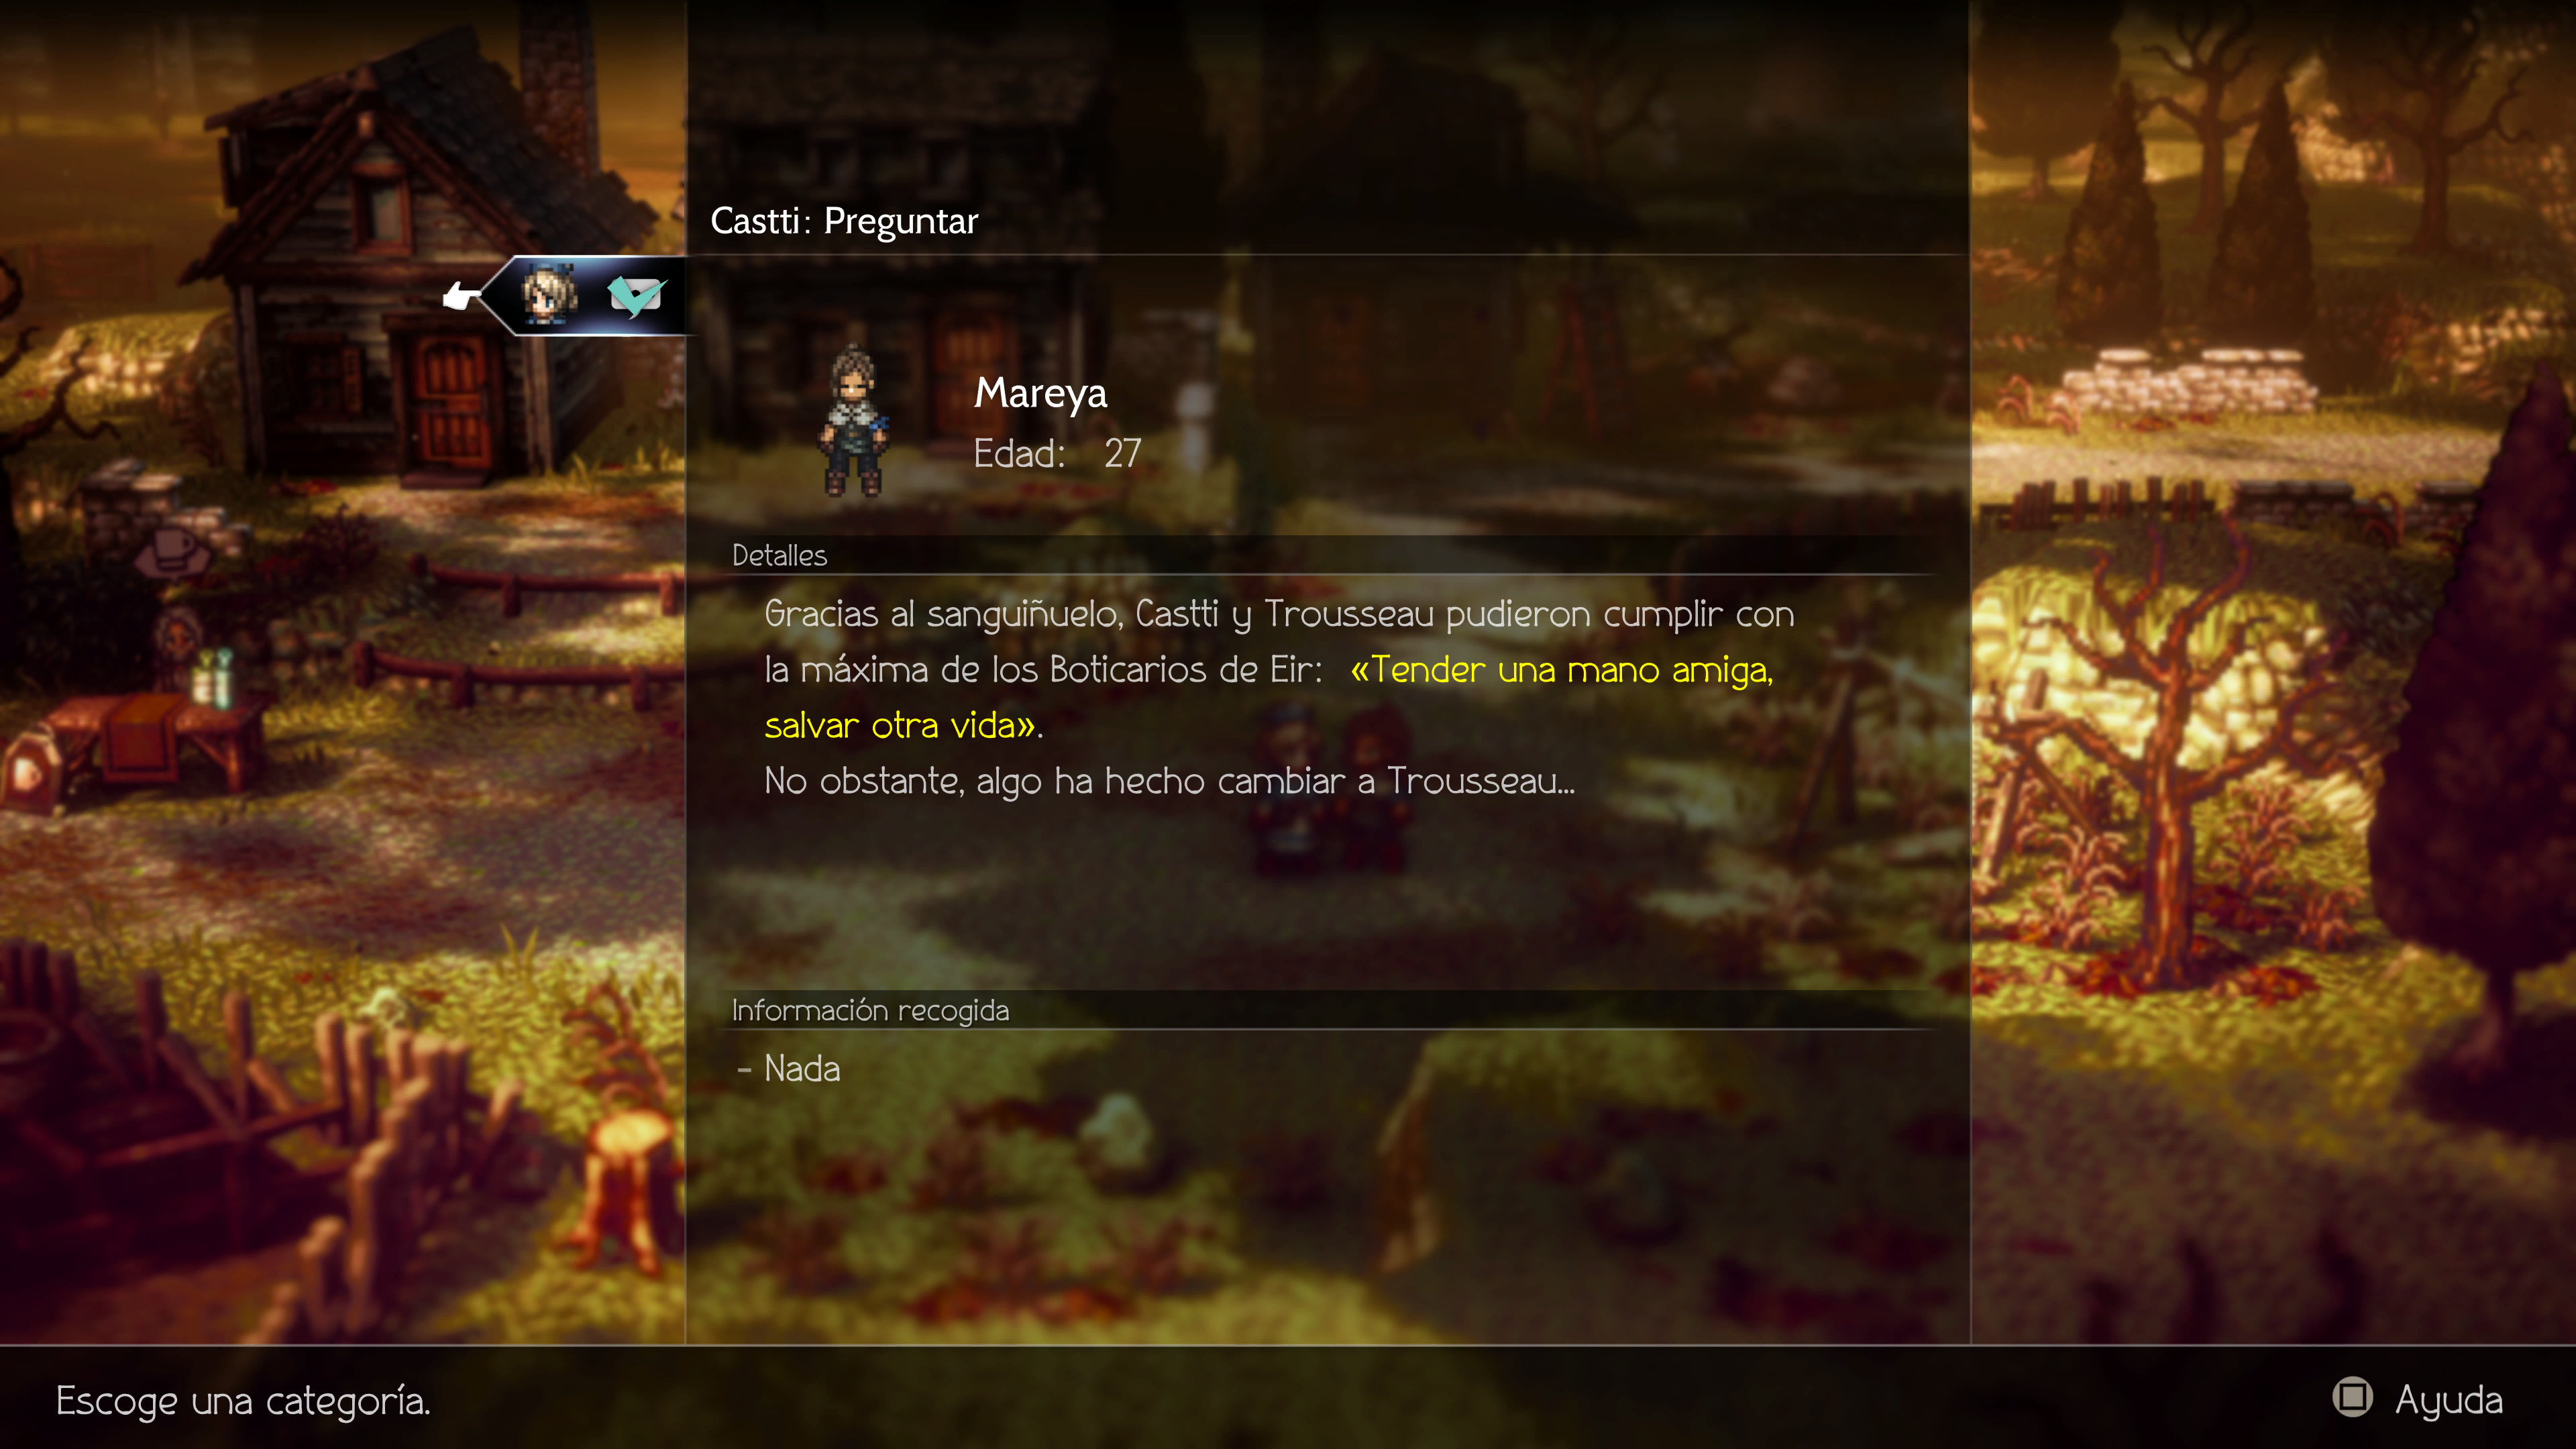 Castti: Preguntar
Mareya
Edad: 27
Detalles
Gracias al sanguiñuelo, Castti y Trousseau pudieron cumplir con
la máxima de los Boticarios de Eir: «Tender una mano amiga,
salvar otra vida».
No obstante, algo ha hecho cambiar a Trousseau...
Información recogida
- Nada
Escoge una categoría.
Ayuda